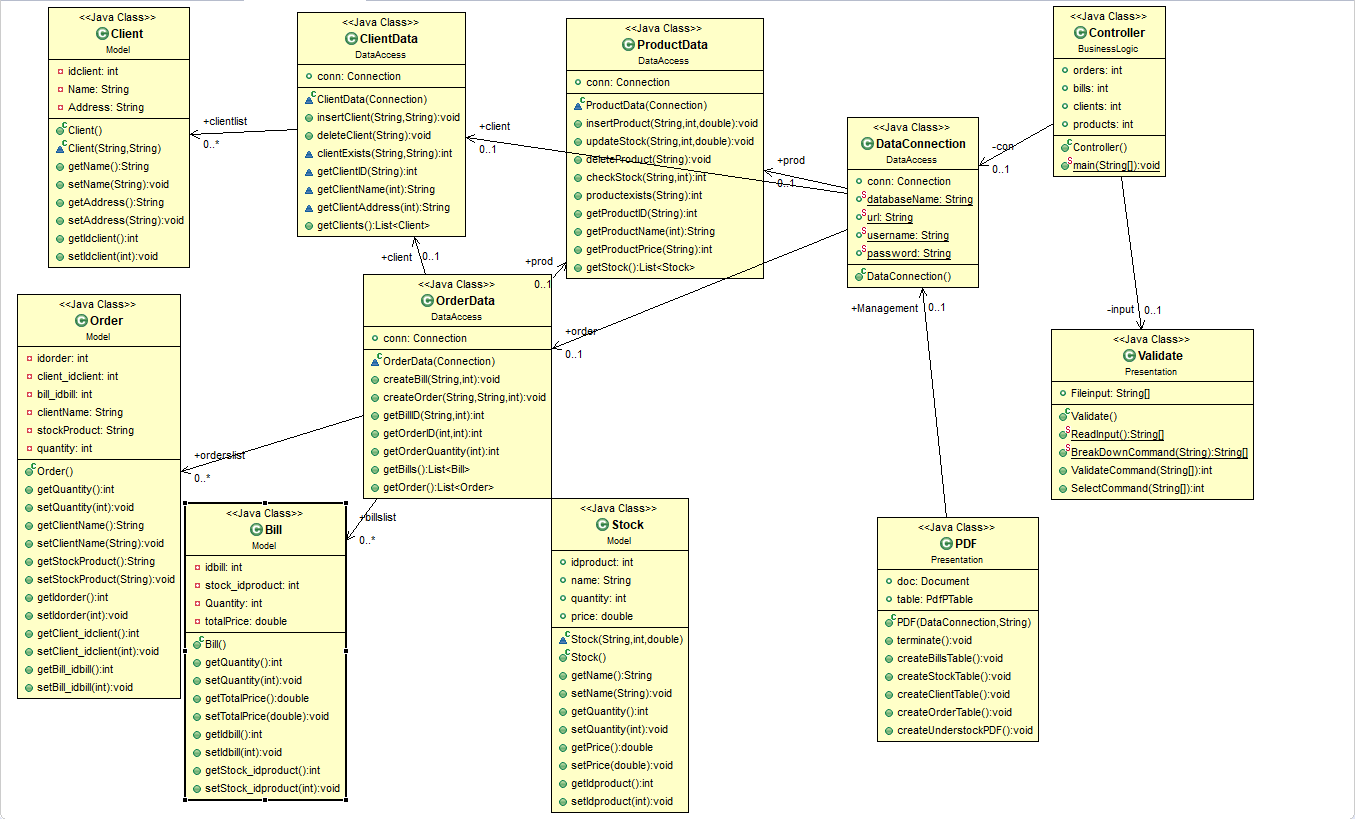 <<Java Class>>
Client
Model
idclient: int
Name: String
Address: String
Client()
Client(String,String)
getName():String
setName(String):void
getAddress():String
setAddress(String):void
getIdclient():int
setIdclient(int):void
+clientlist
0..*
<<Java Class>>
ClientData
DataAccess
conn: Connection
ClientData(Connection)
insertClient(String,String):void
deleteClient(String):void
clientExists(String,String):int
getClientID(String):int
getClientName(int):String
getClientAddress(int):String
getClients():List<Client>
+client
0..1
<<Java Class>>
ProductData
DataAccess
conn: Connection
ProductData(Connection)
insertProduct(String,int,double):void
updateStock(String,int,double):void
deleteProduct(String):void
checkStock(String,int):int
productexists(String):int
getProductID(String):int
getProductName(int):String
getProductPrice(String):int
getStock():List<Stock>
+prod
0..1
<<Java Class>>
DataConnection
DataAccess
conn: Connection
databaseName: String
url: String
username: String
password: String
DataConnection()
-con
0..1
<<Java Class>>
Controller
BusinessLogic
orders: int
bills: int
clients: int
products: int
Controller()
main(String[]):void
+client
0..1
+prod
0..1
+order
0..1
+Management
0..1
-input
0..1
<<Java Class>>
OrderData
DataAccess
conn: Connection
OrderData(Connection)
createBill(String,int):void
createOrder(String,String,int):void
getBillID(String,int):int
getOrderID(int,int):int
getOrderQuantity(int):int
getBills():List<Bill>
getOrder():List<Order>
<<Java Class>>
Order
Model
idorder: int
client_idclient: int
bill_idbill: int
clientName: String
stockProduct: String
quantity: int
Order()
getQuantity():int
setQuantity(int):void
getClientName():String
setClientName(String):void
getStockProduct():String
setStockProduct(String):void
getIdorder():int
setIdorder(int):void
getClient_idclient():int
setClient_idclient(int):void
getBill_idbill():int
setBill_idbill(int):void
+orderslist
0..*
+billslist
0..*
<<Java Class>>
Bill
Model
idbill: int
stock_idproduct: int
Quantity: int
totalPrice: double
Bill()
getQuantity():int
setQuantity(int):void
getTotalPrice():double
setTotalPrice(double):void
getIdbill():int
setIdbill(int):void
getStock_idproduct():int
setStock_idproduct(int):void
<<Java Class>>
Stock
Model
idproduct: int
name: String
quantity: int
price: double
Stock(String,int,double)
Stock()
getName():String
setName(String):void
getQuantity():int
setQuantity(int):void
getPrice():double
setPrice(double):void
getIdproduct():int
setIdproduct(int):void
<<Java Class>>
Validate
Presentation
Fileinput: String[]
Validate()
ReadInput():String[]
BreakDownCommand(String):String[]
ValidateCommand(String[]):int
SelectCommand(String[]):int
<<Java Class>>
PDF
Presentation
doc: Document
table: PdfPTable
PDF(DataConnection,String)
terminate():void
createBillsTable():void
createStockTable():void
createClientTable():void
createOrderTable():void
createUnderstockPDF():void